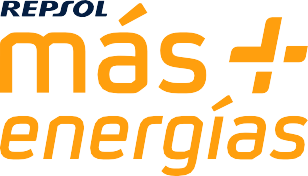 REPSOL
más +
energías